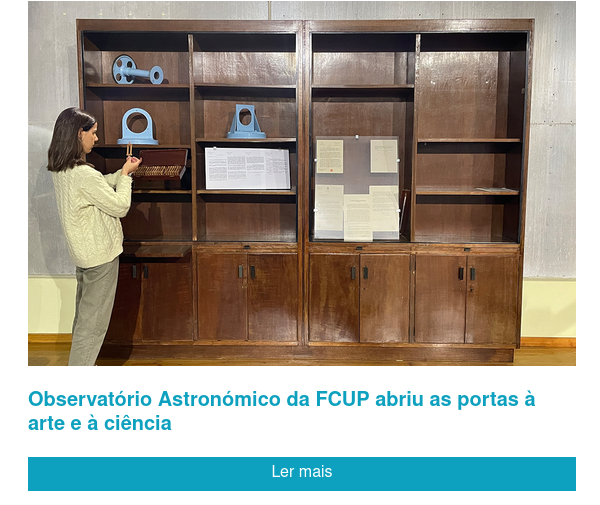 Observatório Astronómico da FCUP abriu as portas à
arte e à ciência
Ler mais